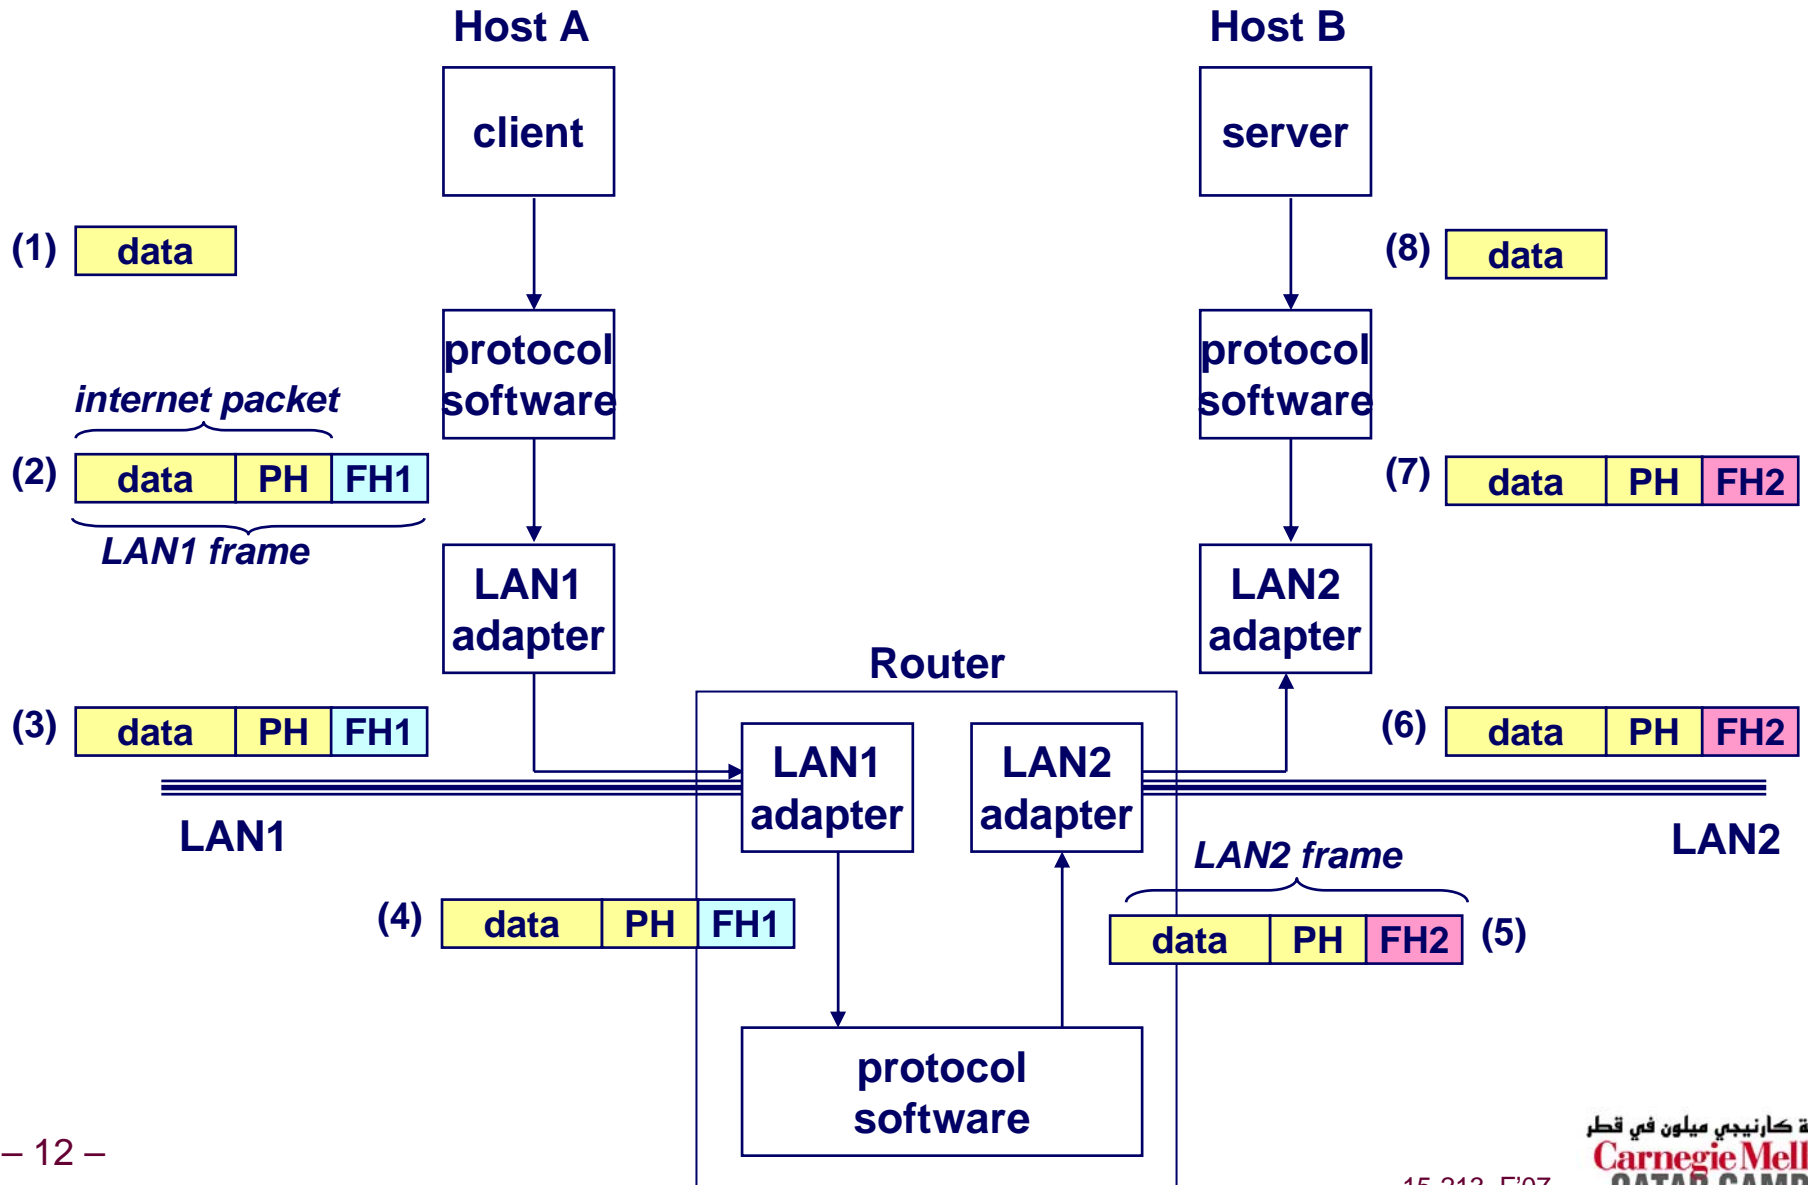 Host A
Host B
client
server
(1) data
(8) data
protocol
software
protocol
software
internet packet
(2) data PH FH1
LAN1 frame
(7) data PH FH2
LAN1
adapter
LAN2
adapter
Router
(3) data PH FH1
(6) data PH FH2
LAN1
adapter
LAN2
adapter
LAN1
LAN2
LAN2 frame
(4) data PH FH1
data PH FH2 (5)
protocol
software
– 12 –
كارنيجي ميلون في قطر
Carnegie Mell